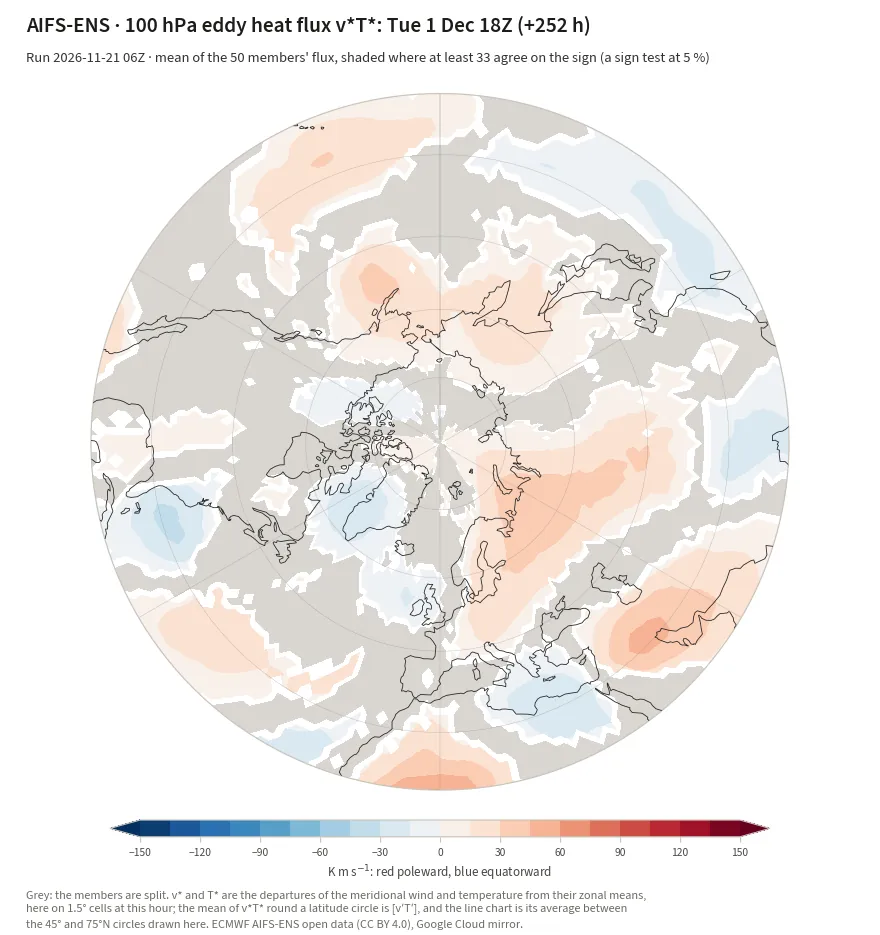 AIFS-ENS · 100 hPa eddy heat flux v*T*: Tue 1 Dec 18Z (+252 h)
Run 2026-11-21 06Z · mean of the 50 members' flux, shaded where at least 33 agree on the sign (a sign test at 5 %)
−150 −120 −90 −60 −30 0 30 60 90 120 150
K m s⁻¹: red poleward, blue equatorward
Grey: the members are split. v* and T* are the departures of the meridional wind and temperature from their zonal means,
here on 1.5° cells at this hour; the mean of v*T* round a latitude circle is [v′T′], and the line chart is its average between
the 45° and 75°N circles drawn here. ECMWF AIFS-ENS open data (CC BY 4.0), Google Cloud mirror.